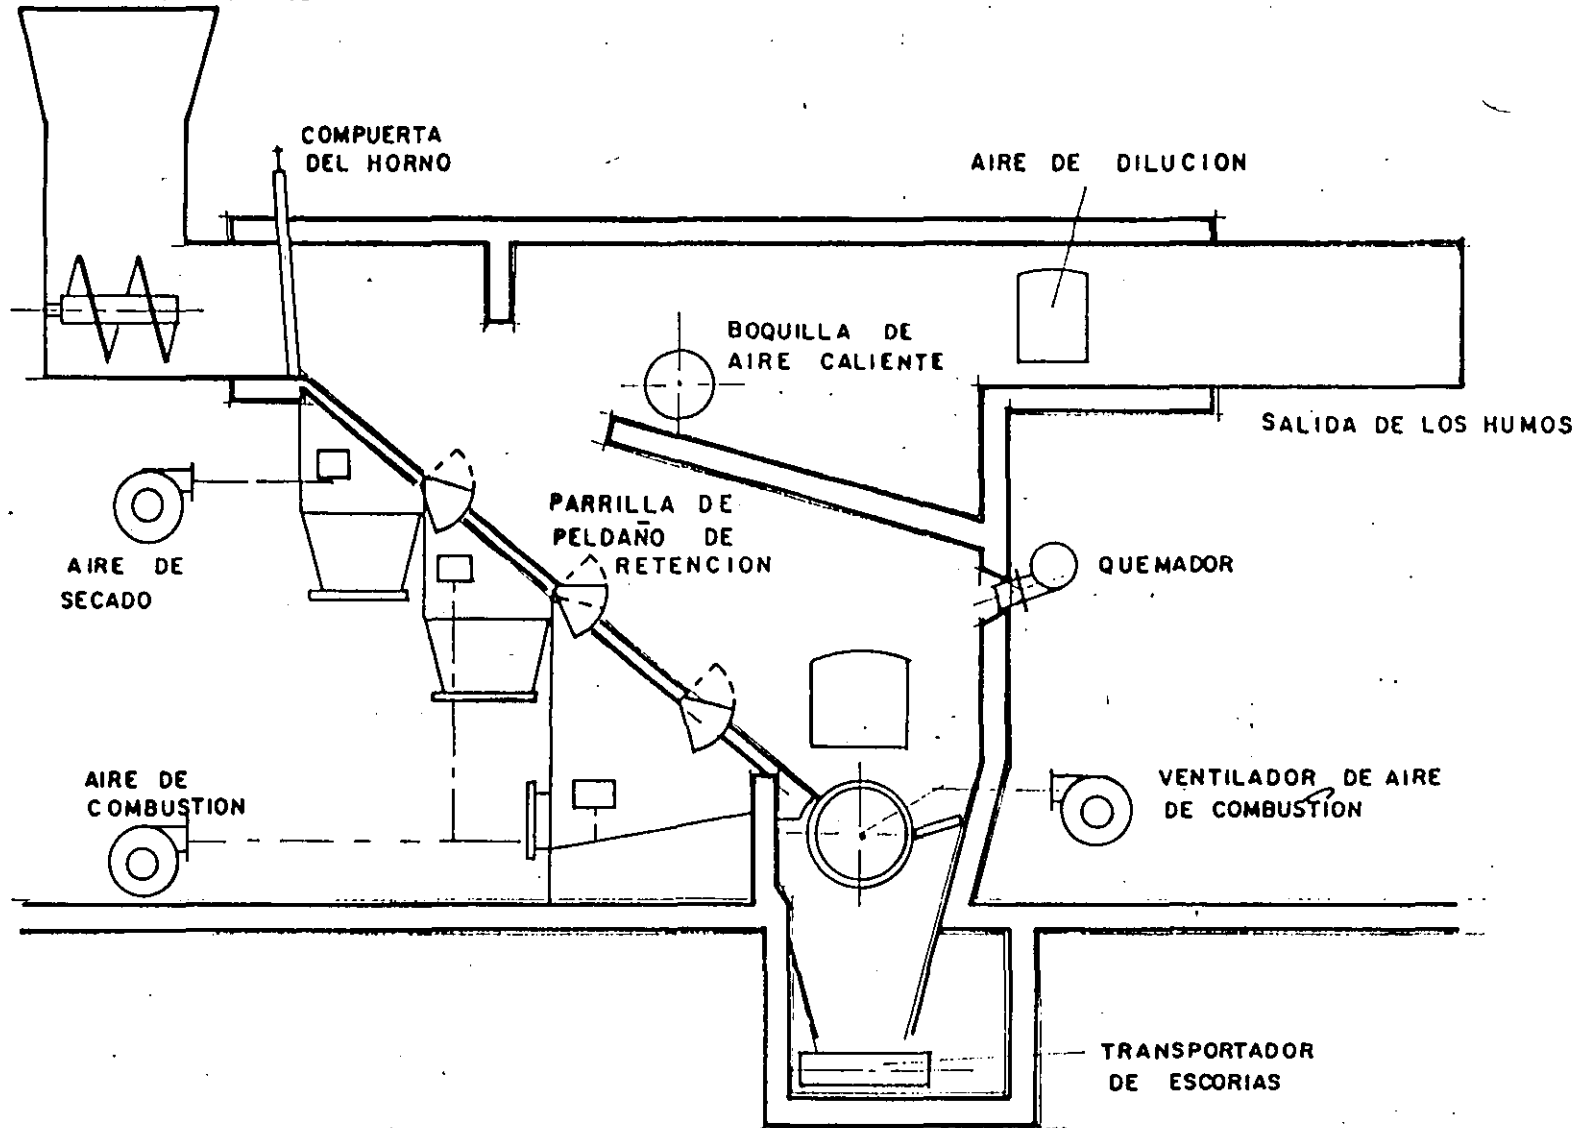 COMPUERTA
DEL HORNO
AIRE DE DILUCION
BOQUILLA DE
AIRE CALIENTE
SALIDA DE LOS HUMOS
PARRILLA DE
PELDAÑO DE
RETENCION
AIRE DE
SECADO
QUEMADOR
AIRE DE
COMBUSTION
VENTILADOR DE AIRE
DE COMBUSTION
TRANSPORTADOR
DE ESCORIAS